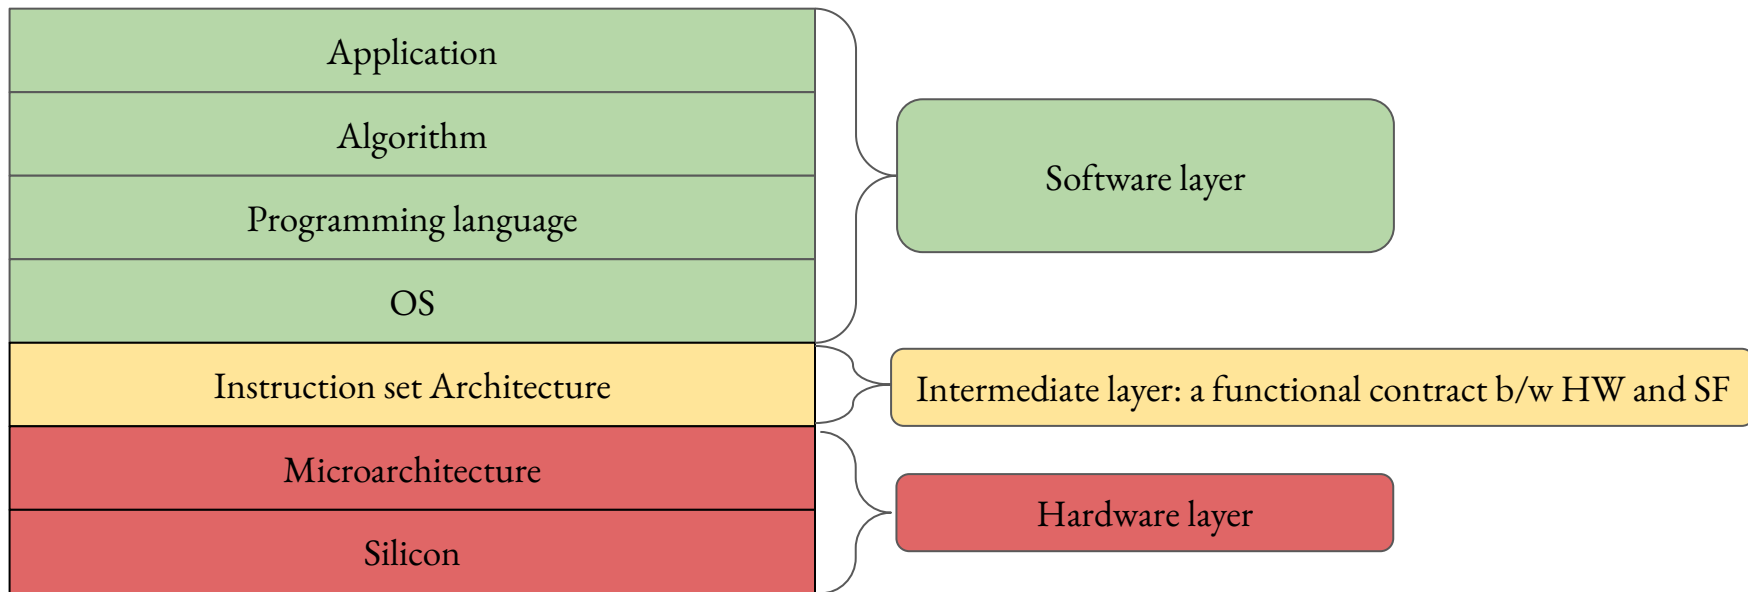 Application
Algorithm
Programming language
OS
Instruction set Architecture
Microarchitecture
Silicon
Software layer
Intermediate layer: a functional contract b/w HW and SF
Hardware layer